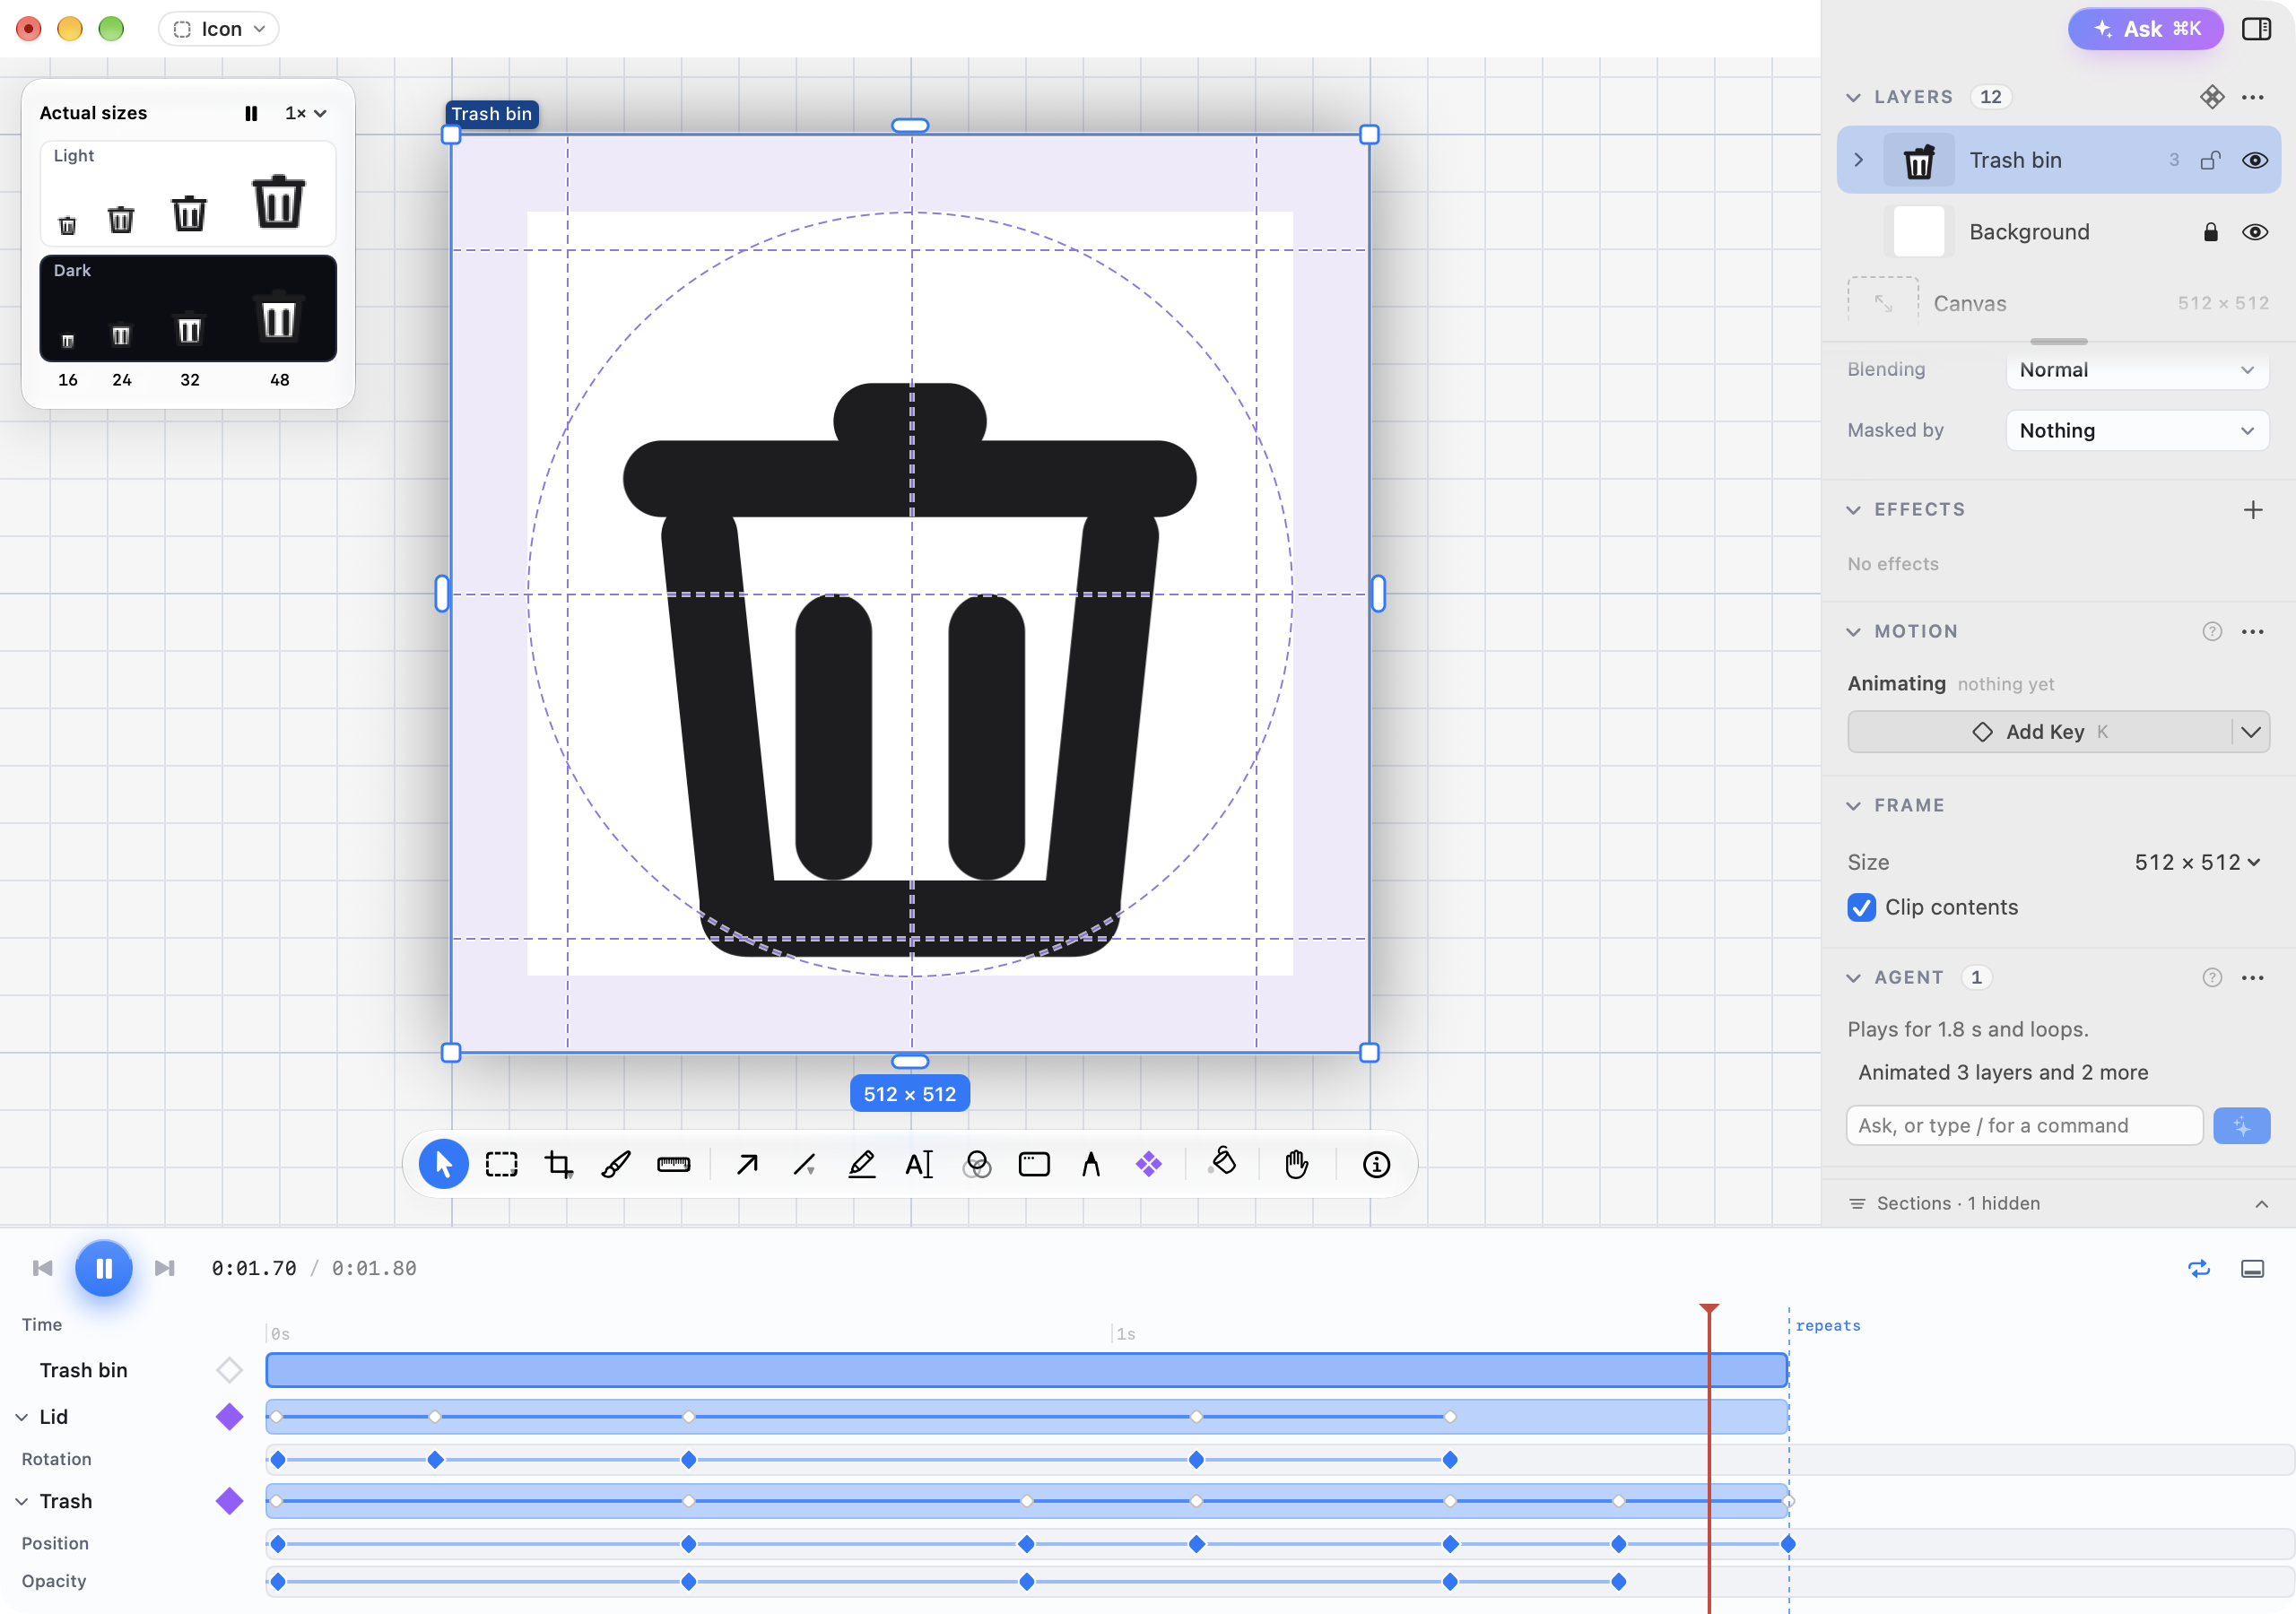 Icon
Ask ⌘K
Actual sizes
1×
Light
Dark
16 24 32 48
Trash bin
512 × 512
LAYERS 12
Trash bin 3
Background
Canvas 512 × 512
Blending Normal
Masked by Nothing
EFFECTS
No effects
MOTION ?
Animating nothing yet
Add Key K
FRAME
Size 512 × 512
Clip contents
AGENT 1 ?
Plays for 1.8 s and loops.
Animated 3 layers and 2 more
Ask, or type / for a command
Sections · 1 hidden
0:01.70 / 0:01.80
Time
0s 1s
repeats
Trash bin
Lid
Rotation
Trash
Position
Opacity